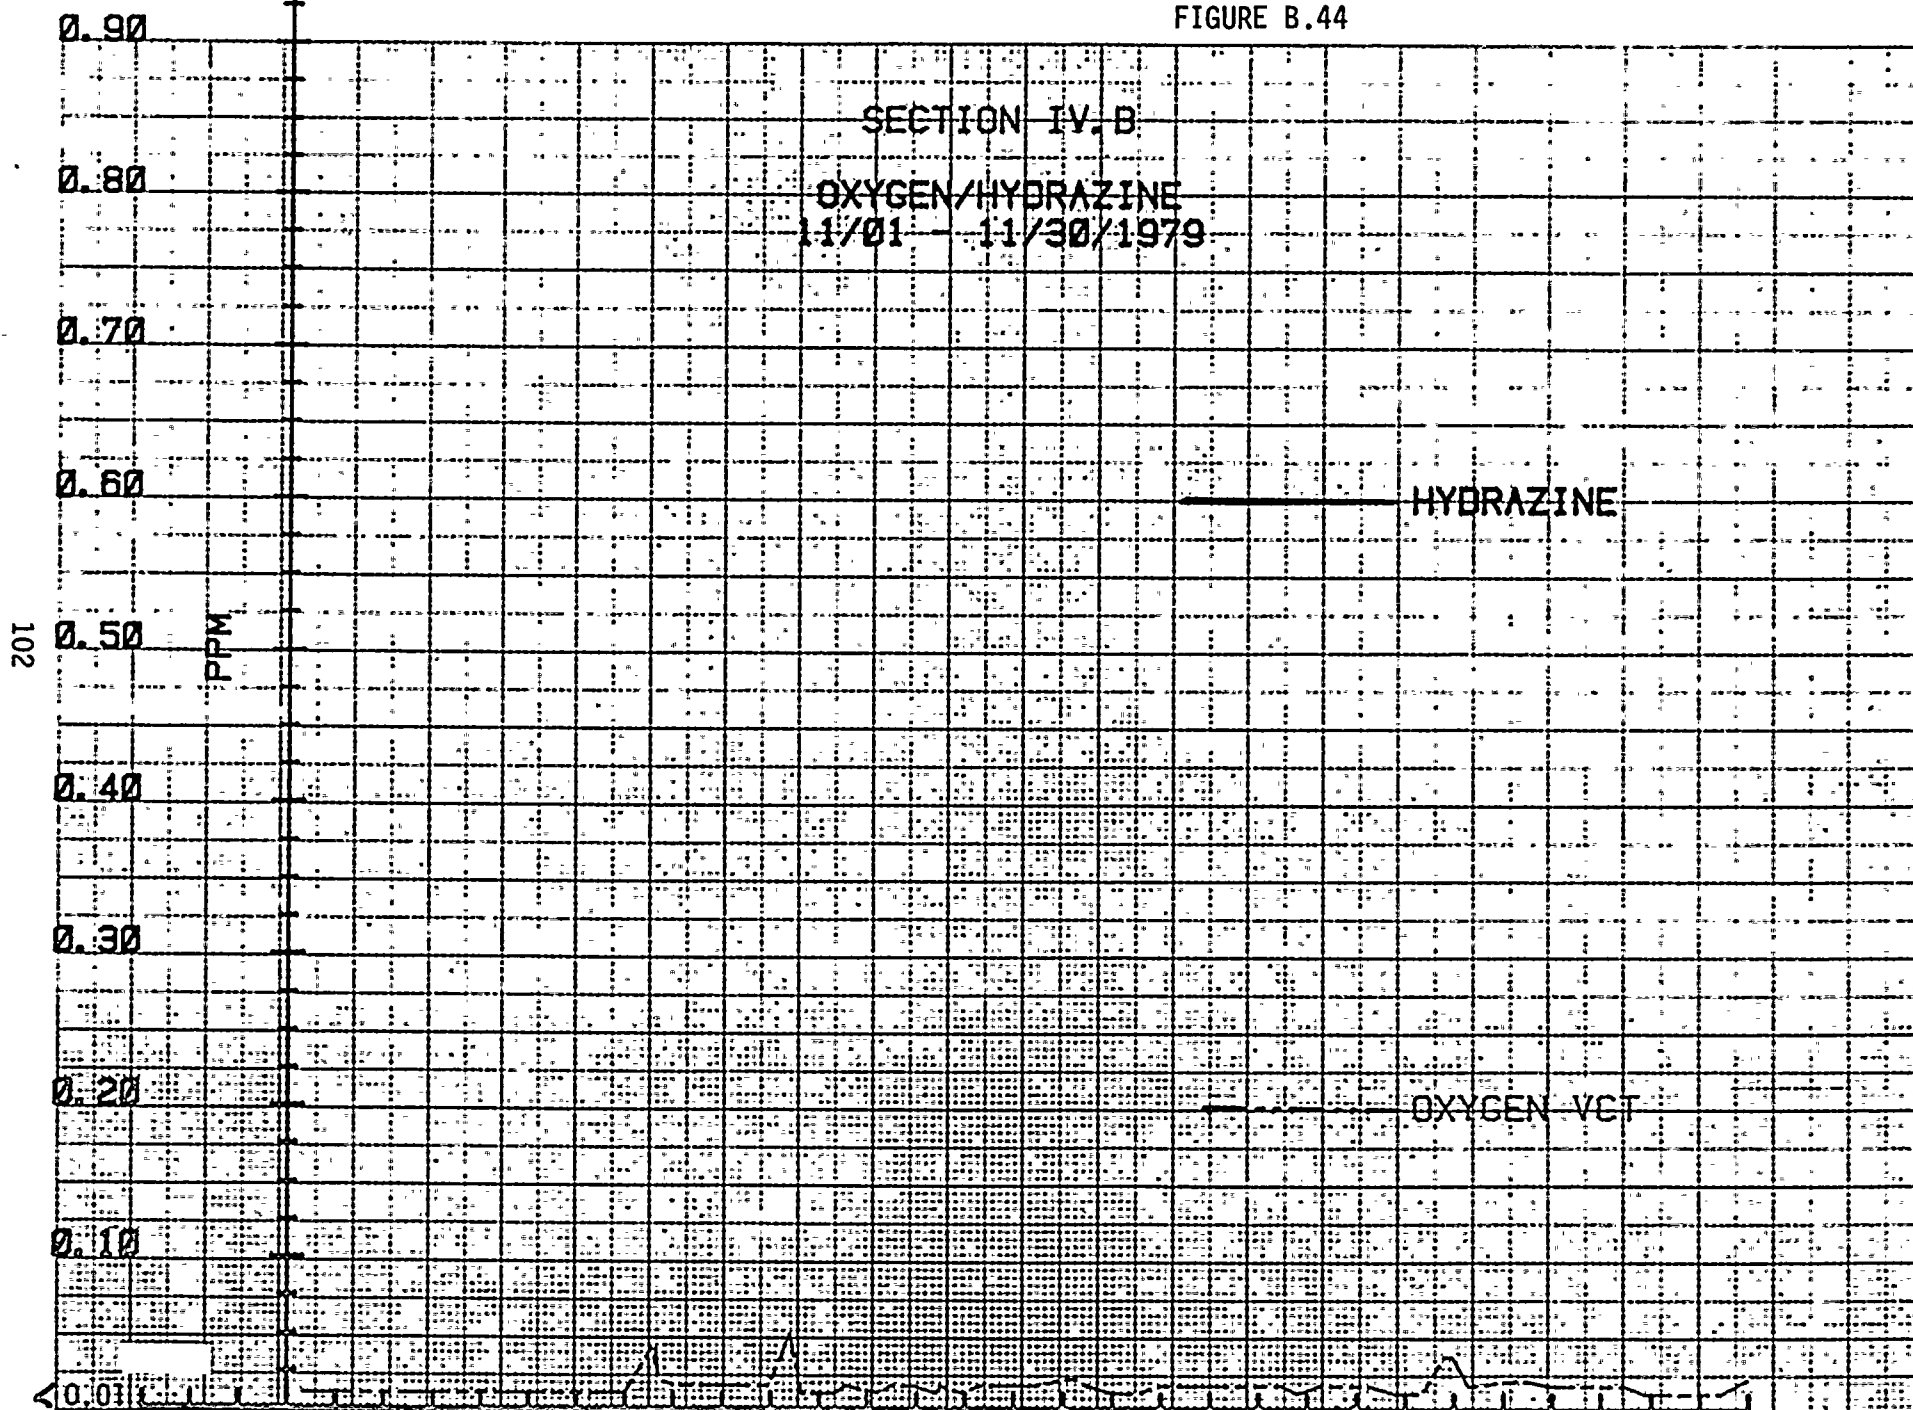 FIGURE B.44
0.90
SECTION IV.B
0.80
OXYGEN/HYDRAZINE
11/01 - 11/30/1979
0.70
0.60
HYDRAZINE
0.50
PPM
102
0.40
0.30
0.20
OXYGEN VCT
0.10
<0.01